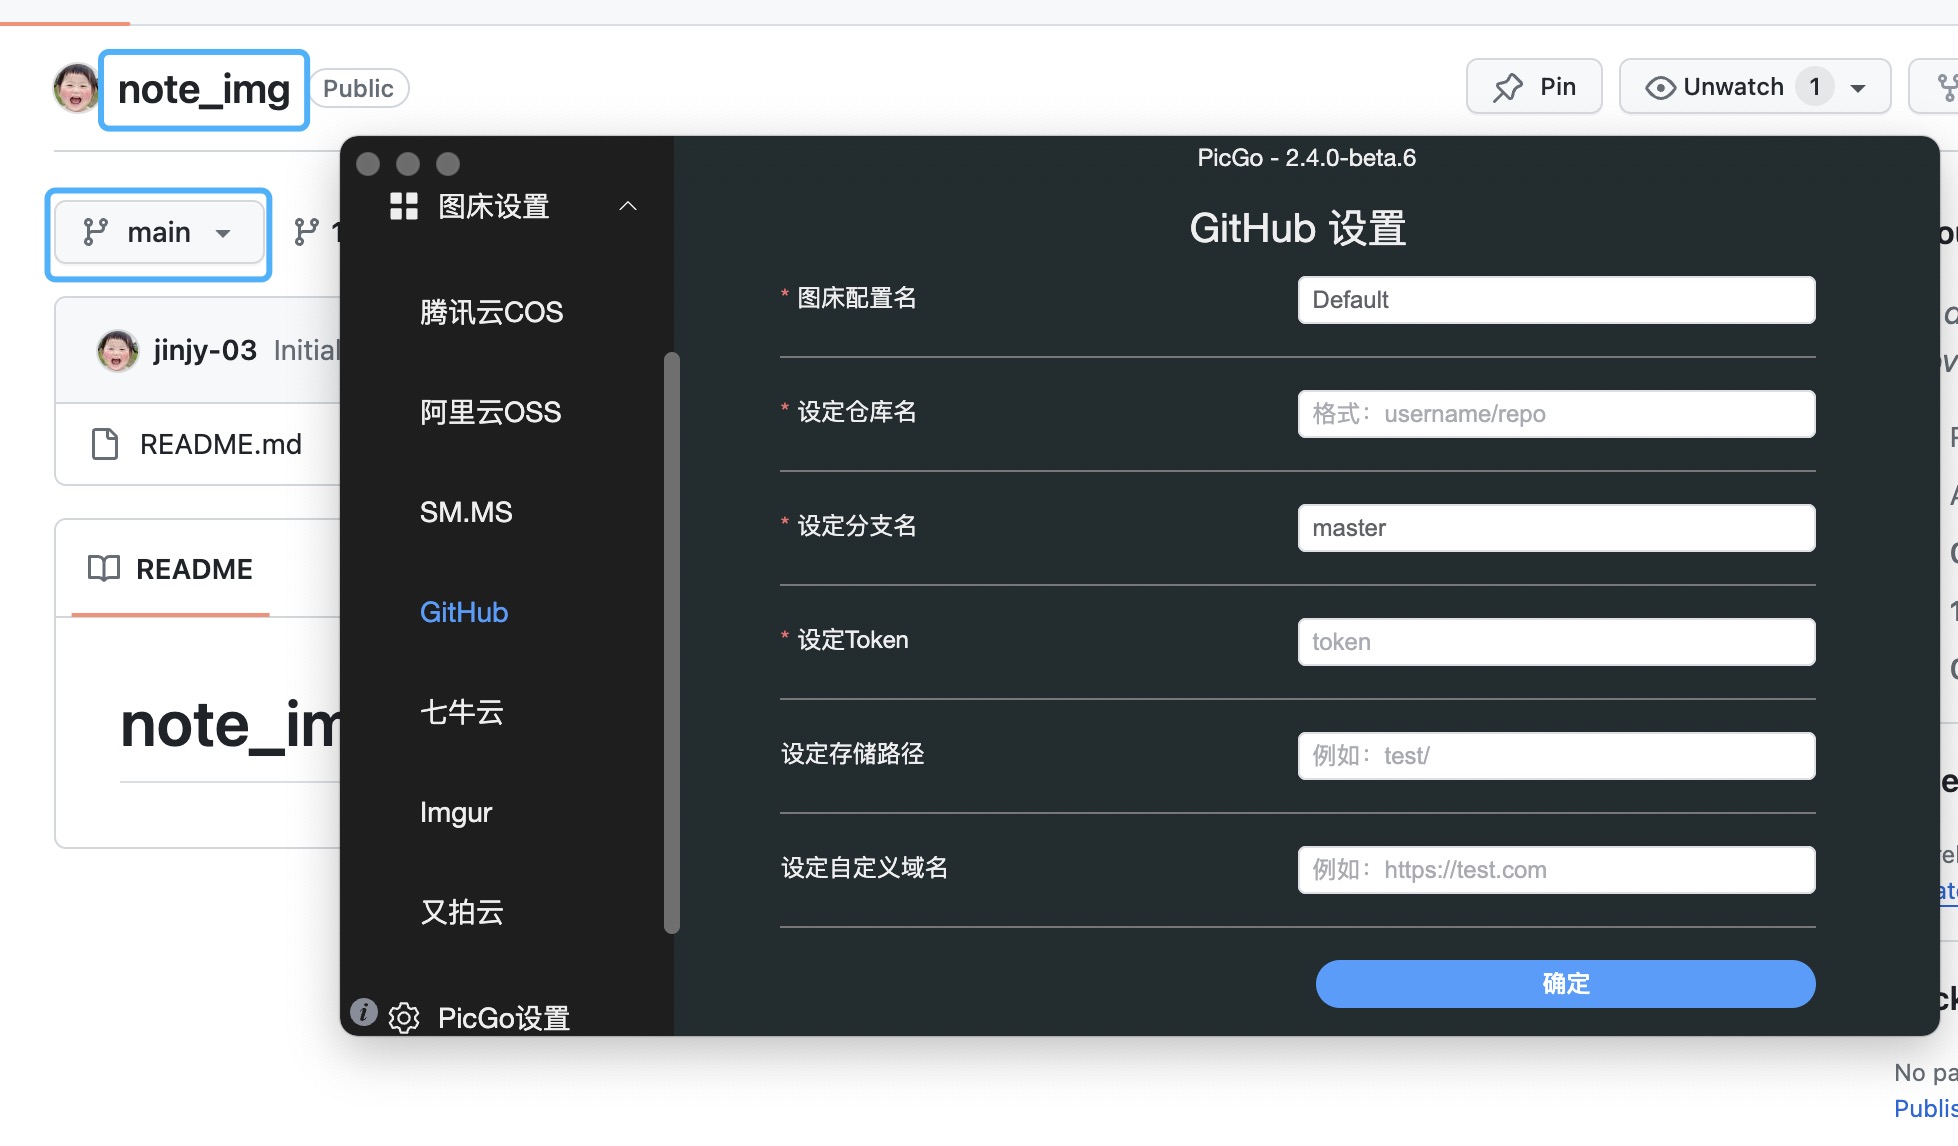 note_img
Public
Pin
Unwatch 1
main
jinjy-03 Initial
README.md
README
note_im
PicGo - 2.4.0-beta.6
图床设置
腾讯云COS
阿里云OSS
SM.MS
GitHub
七牛云
Imgur
又拍云
PicGo设置
GitHub 设置
* 图床配置名
Default
* 设定仓库名
格式：username/repo
* 设定分支名
master
* 设定Token
token
设定存储路径
例如：test/
设定自定义域名
例如：https://test.com
确定
No pa
Publis